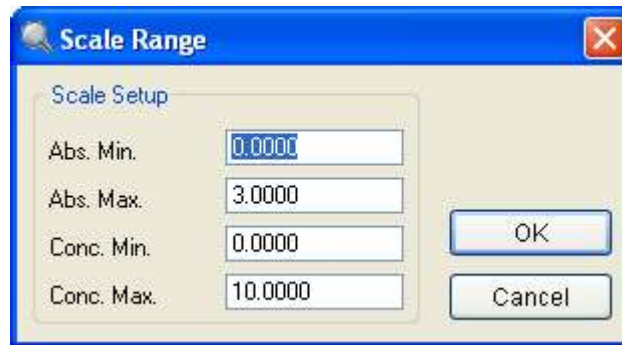 Scale Range
Scale Setup
Abs. Min. 0.0000
Abs. Max. 3.0000
Conc. Min. 0.0000
Conc. Max. 10.0000
OK
Cancel